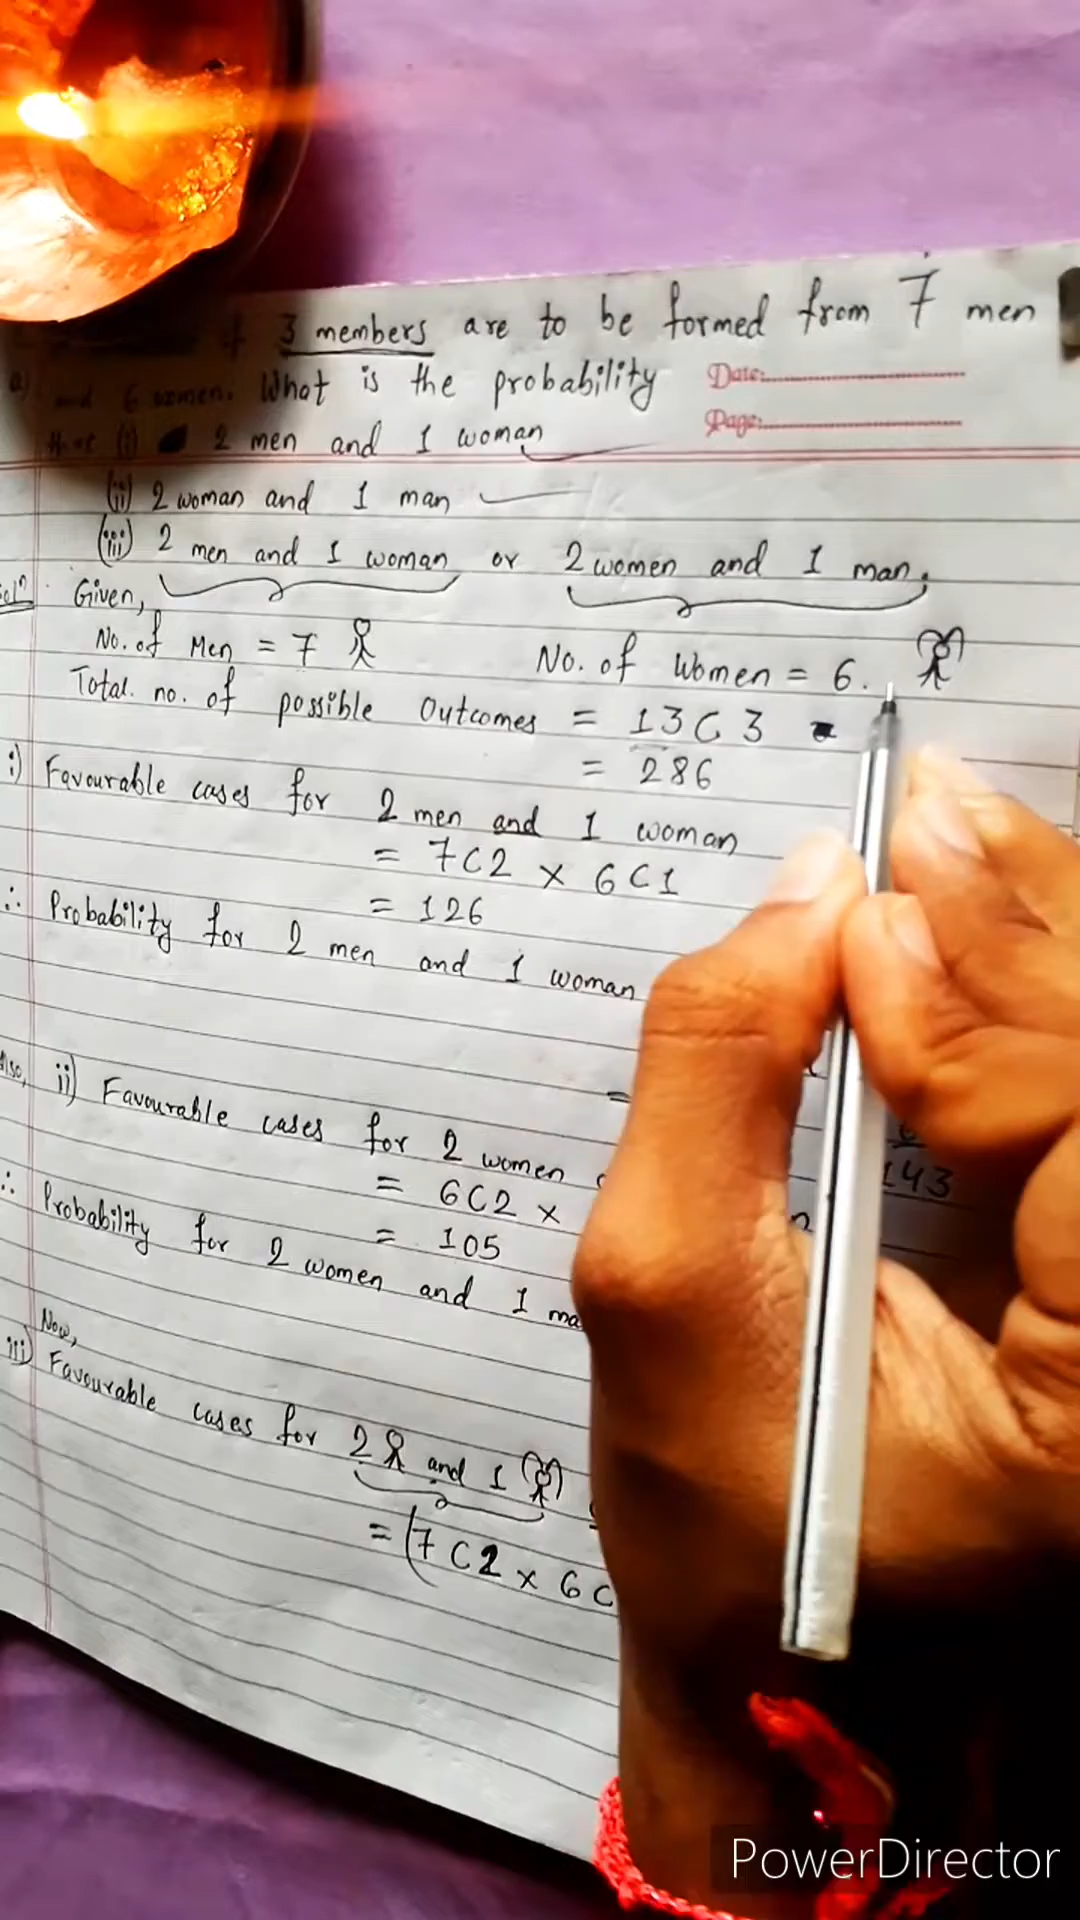 3 members are to be formed from 7 men
a) and 6 women. What is the probability
Date:
Page:
that (i) 2 men and 1 woman
(ii) 2 woman and 1 man
(iii) 2 men and 1 woman or 2 women and 1 man.
Solⁿ Given,
No. of Men = 7 No. of Women = 6.
Total no. of possible Outcomes = 13C3
= 286
i) Favourable cases for 2 men and 1 woman
= 7C2 × 6C1
= 126
∴ Probability for 2 men and 1 woman
=
143
Also, ii) Favourable cases for 2 women
= 6C2 ×
= 105
∴ Probability for 2 women and 1
Now,
iii) Favourable cases for 2 and 1
= (7C2 × 6C
PowerDirector